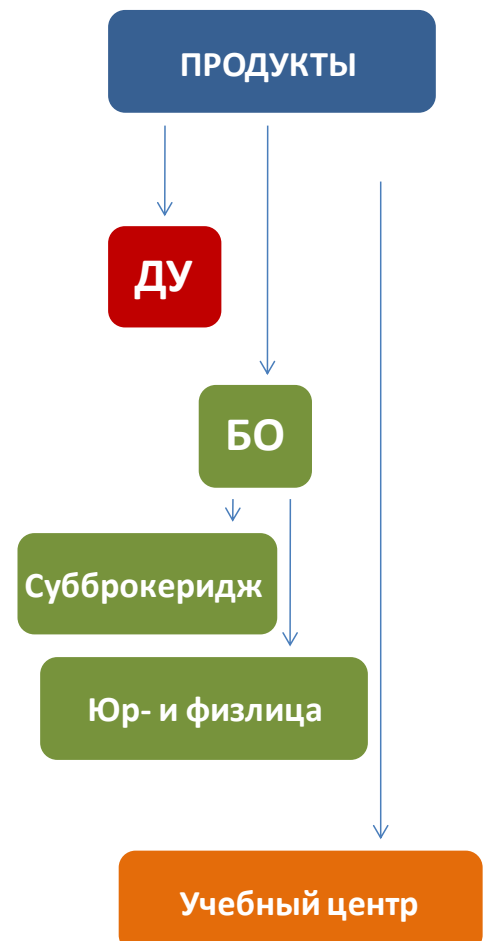 ПРОДУКТЫ
ДУ
БО
Субброкеридж
Юр- и физлица
Учебный центр